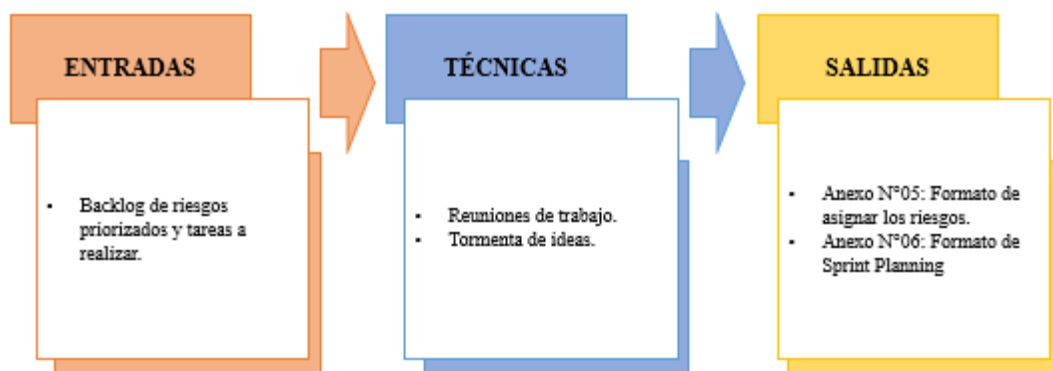 ENTRADAS
▪ Backlog de riesgos
priorizados y tareas a
realizar.
TÉCNICAS
▪ Reuniones de trabajo.
▪ Tormenta de ideas.
SALIDAS
▪ Anexo N°05: Formato de
asignar los riesgos.
▪ Anexo N°06: Formato de
Sprint Planning